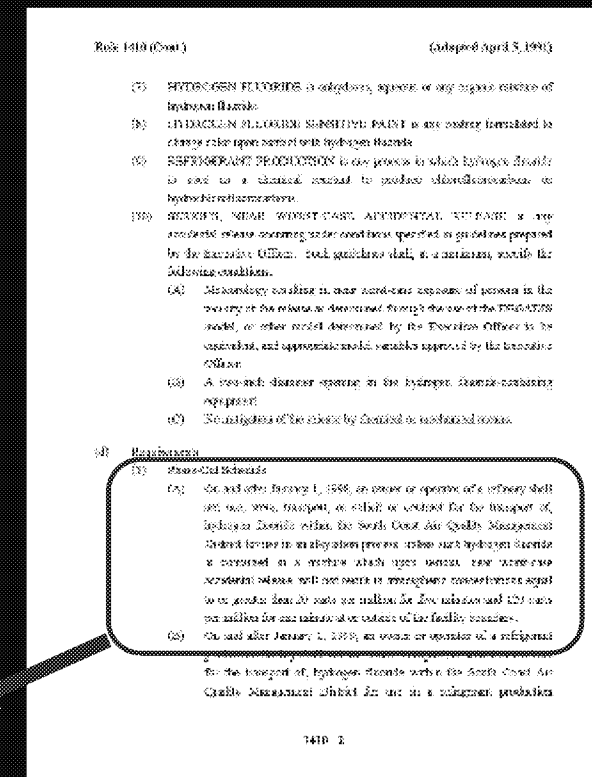 Rule 1410 (Cont.) (Adopted April 5, 1991)
(7) HYDROGEN FLUORIDE is anhydrous, aqueous or any organic mixture of
hydrogen fluoride.
(8) HYDROGEN FLUORIDE SENSITIVE PAINT is any coating formulated to
change color upon contact with hydrogen fluoride.
(9) REFRIGERANT PRODUCTION is any process in which hydrogen fluoride
is used as a chemical reactant to produce chlorofluorocarbons or
hydrochlorofluorocarbons.
(10) SERIOUS, NEAR WORST-CASE ACCIDENTAL RELEASE is any
accidental release occurring under conditions specified in guidelines prepared
by the Executive Officer. Such guidelines shall, at a minimum, specify the
following conditions.
(A) Meteorology resulting in near worst-case exposure of persons in the
vicinity of the release as determined through the use of the DEGADIS
model, or other model determined by the Executive Officer to be
equivalent, and appropriate model variables approved by the Executive
Officer.
(B) A two-inch diameter opening in the hydrogen fluoride-containing
equipment.
(C) No mitigation of the release by chemical or mechanical means.
(d) Requirements
(1) Phase-Out Schedule
(A) On and after January 1, 1998, an owner or operator of a refinery shall
not use, store, transport, or solicit or contract for the transport of,
hydrogen fluoride within the South Coast Air Quality Management
District for use in an alkylation process unless such hydrogen fluoride
is contained in a mixture which upon serious, near worst-case
accidental release will not result in atmospheric concentrations equal
to or greater than 20 parts per million for five minutes and 120 parts
per million for one minute at or outside of the facility boundary.
(B) On and after January 1, 1999, an owner or operator of a refrigerant
for the transport of, hydrogen fluoride within the South Coast Air
Quality Management District for use in a refrigerant production
1410 - 2